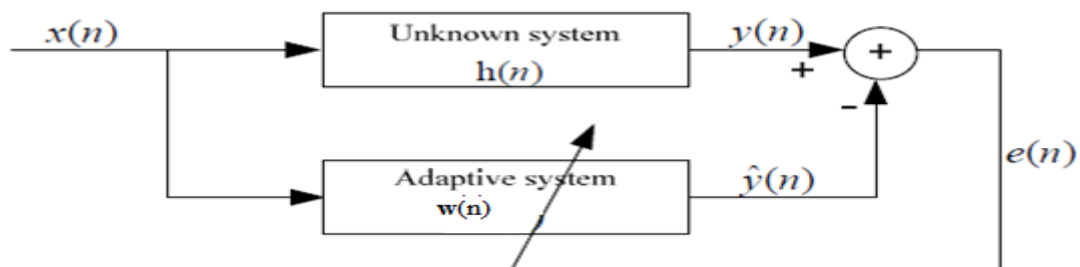 x(n)
Unknown system
h(n)
y(n)
+
+
-
e(n)
Adaptive system
w(n)
ŷ(n)